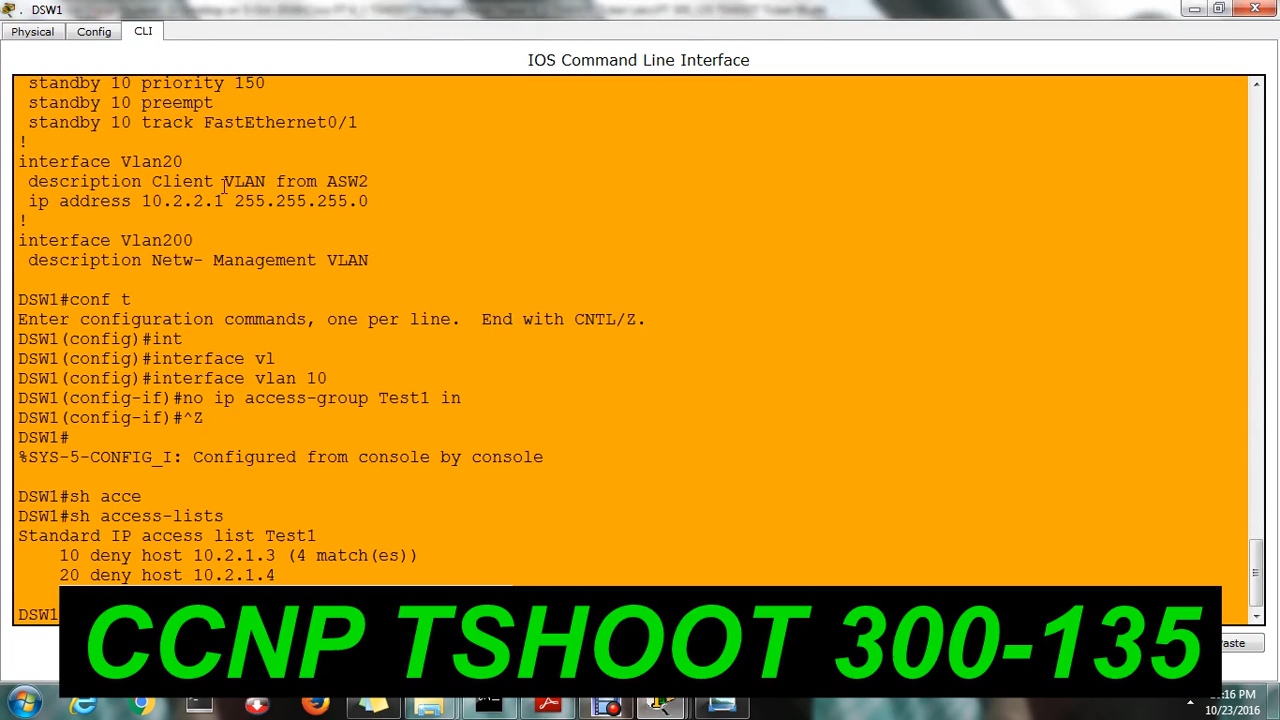 DSW1
Physical
Config
CLI
IOS Command Line Interface
standby 10 priority 150
standby 10 preempt
standby 10 track FastEthernet0/1
!
interface Vlan20
description Client VLAN from ASW2
ip address 10.2.2.1 255.255.255.0
!
interface Vlan200
description Netw- Management VLAN
DSW1#conf t
Enter configuration commands, one per line.  End with CNTL/Z.
DSW1(config)#int
DSW1(config)#interface vl
DSW1(config)#interface vlan 10
DSW1(config-if)#no ip access-group Test1 in
DSW1(config-if)#^Z
DSW1#
%SYS-5-CONFIG_I: Configured from console by console
DSW1#sh acce
DSW1#sh access-lists
Standard IP access list Test1
10 deny host 10.2.1.3 (4 match(es))
20 deny host 10.2.1.4
DSW1
CCNP TSHOOT 300-135
aste
:16 PM
10/23/2016